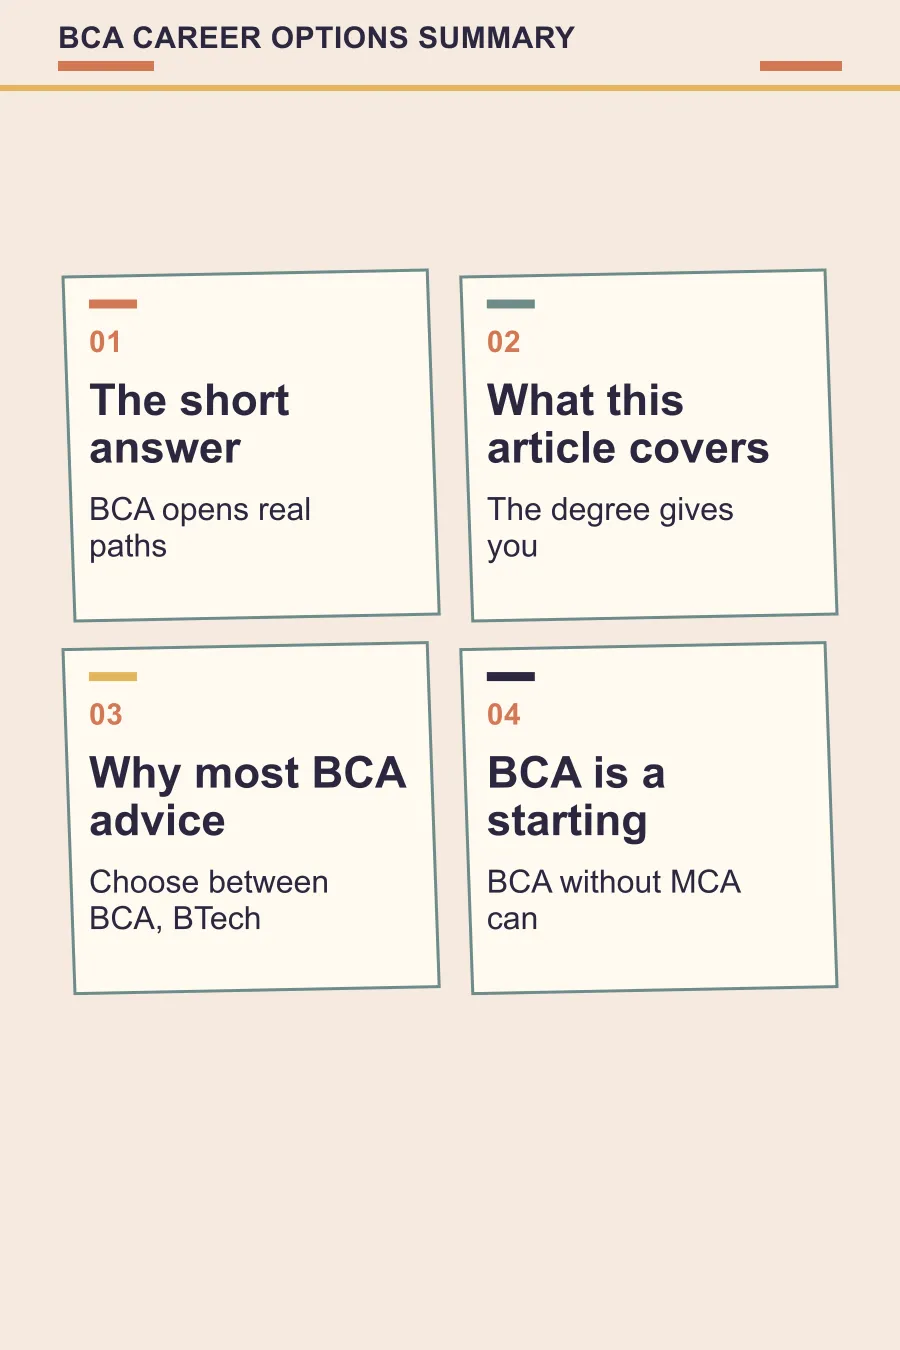 BCA CAREER OPTIONS SUMMARY
01
The short
answer
BCA opens real
paths
02
What this
article covers
The degree gives
you
03
Why most BCA
advice
Choose between
BCA, BTech
04
BCA is a
starting
BCA without MCA
can